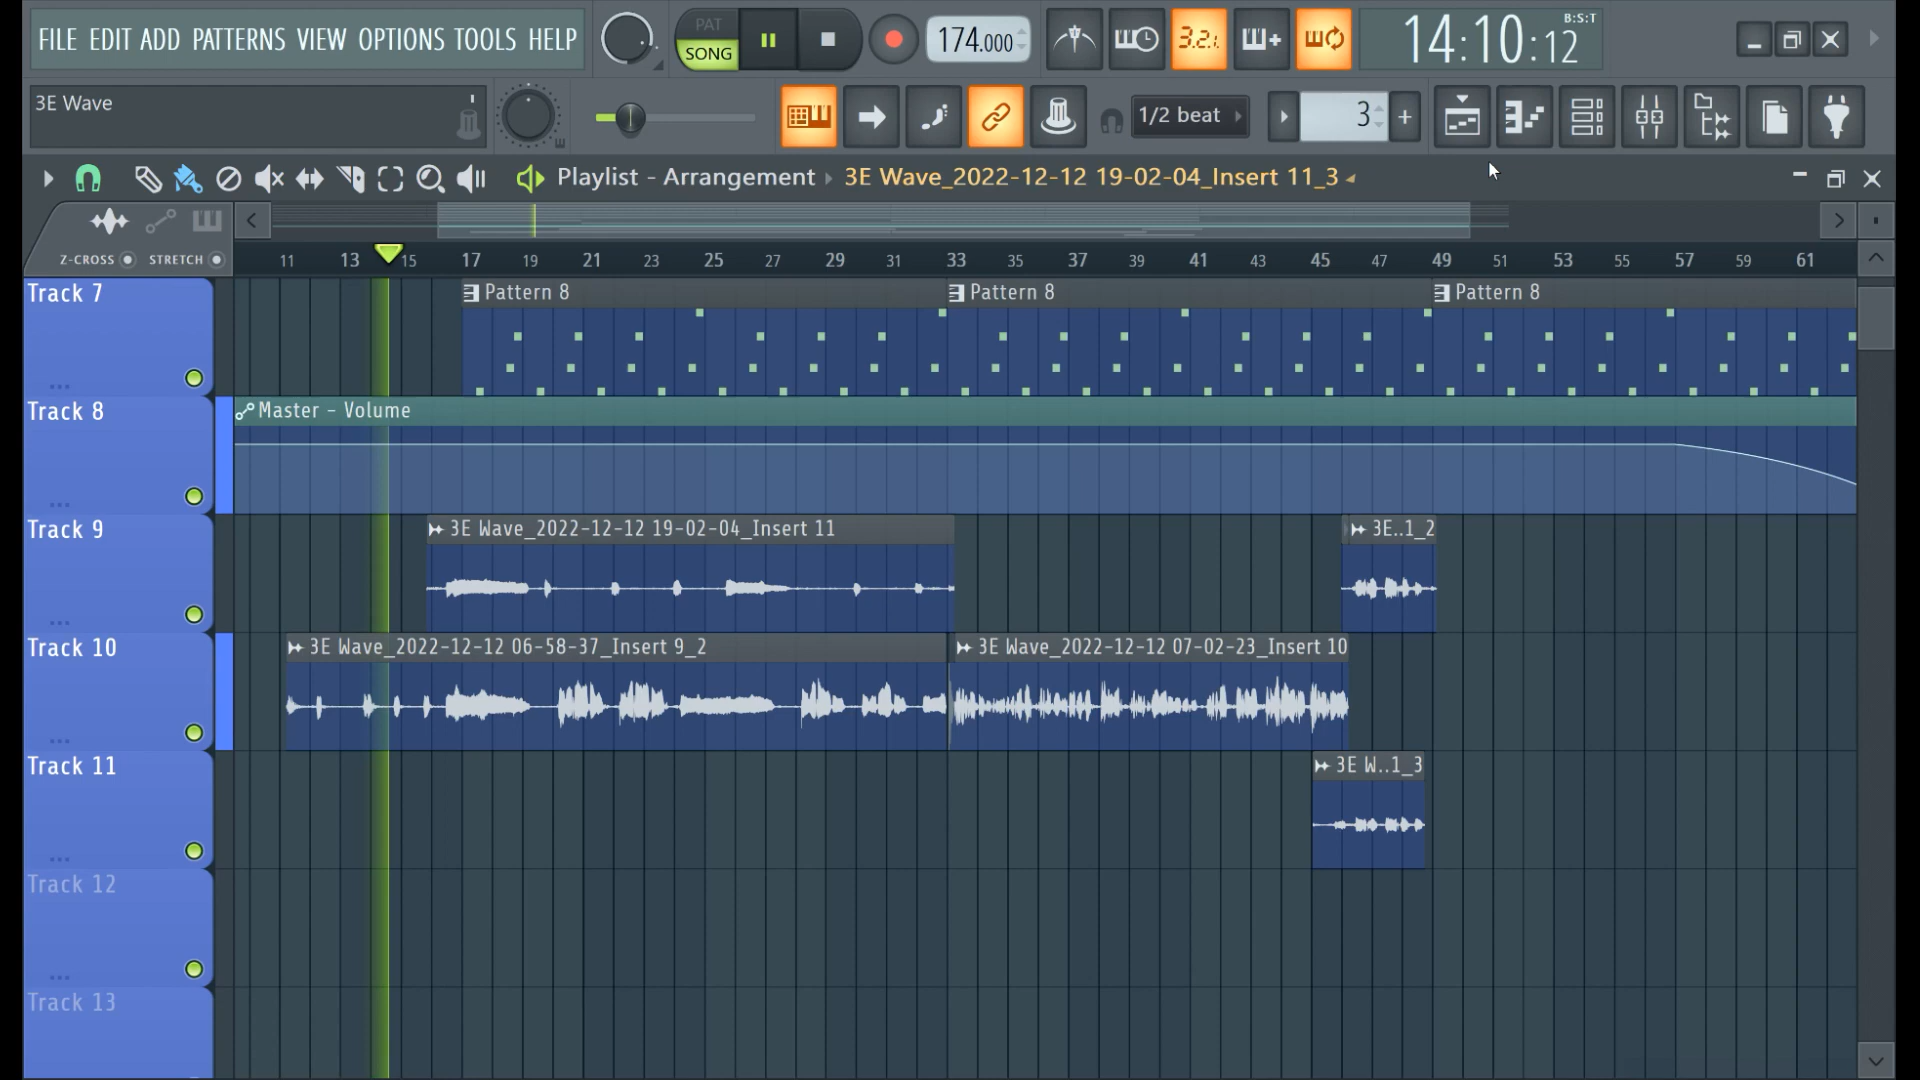 FILE EDIT ADD PATTERNS VIEW OPTIONS TOOLS HELP
PAT
SONG
174.000
3.2.1
B:S:T
14:10:12
3E Wave
1
1/2 beat
3
Playlist - Arrangement 3E Wave_2022-12-12 19-02-04_Insert 11_3
Z-CROSS STRETCH
11 13 15 17 19 21 23 25 27 29 31 33 35 37 39 41 43 45 47 49 51 53 55 57 59 61
Track 7
Pattern 8 Pattern 8 Pattern 8
Track 8
Master - Volume
Track 9
3E Wave_2022-12-12 19-02-04_Insert 11
3E..1_2
Track 10
3E Wave_2022-12-12 06-58-37_Insert 9_2
3E Wave_2022-12-12 07-02-23_Insert 10
Track 11
3E W..1_3
Track 12
Track 13